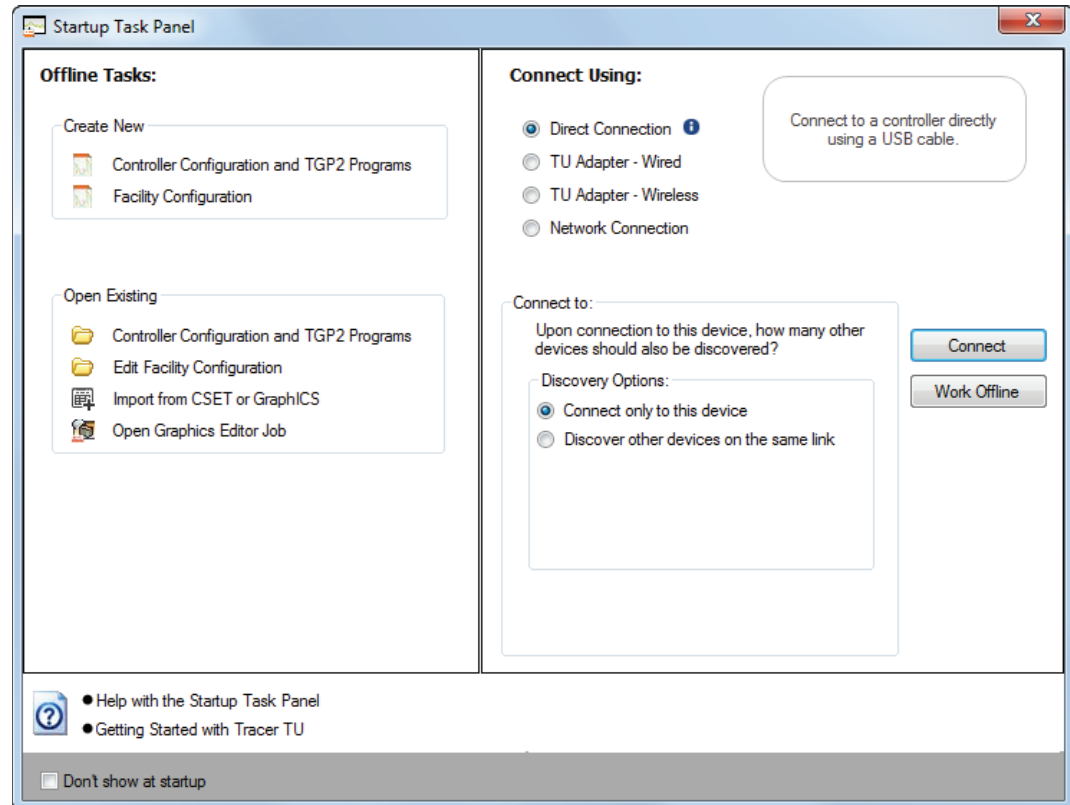 Startup Task Panel
X
Offline Tasks:
Create New
Controller Configuration and TGP2 Programs
Facility Configuration
Open Existing
Controller Configuration and TGP2 Programs
Edit Facility Configuration
Import from CSET or GraphICS
Open Graphics Editor Job
Connect Using:
Direct Connection
TU Adapter - Wired
TU Adapter - Wireless
Network Connection
Connect to a controller directly
using a USB cable.
Connect to:
Upon connection to this device, how many other
devices should also be discovered?
Discovery Options:
Connect only to this device
Discover other devices on the same link
Connect
Work Offline
Help with the Startup Task Panel
Getting Started with Tracer TU
Don't show at startup